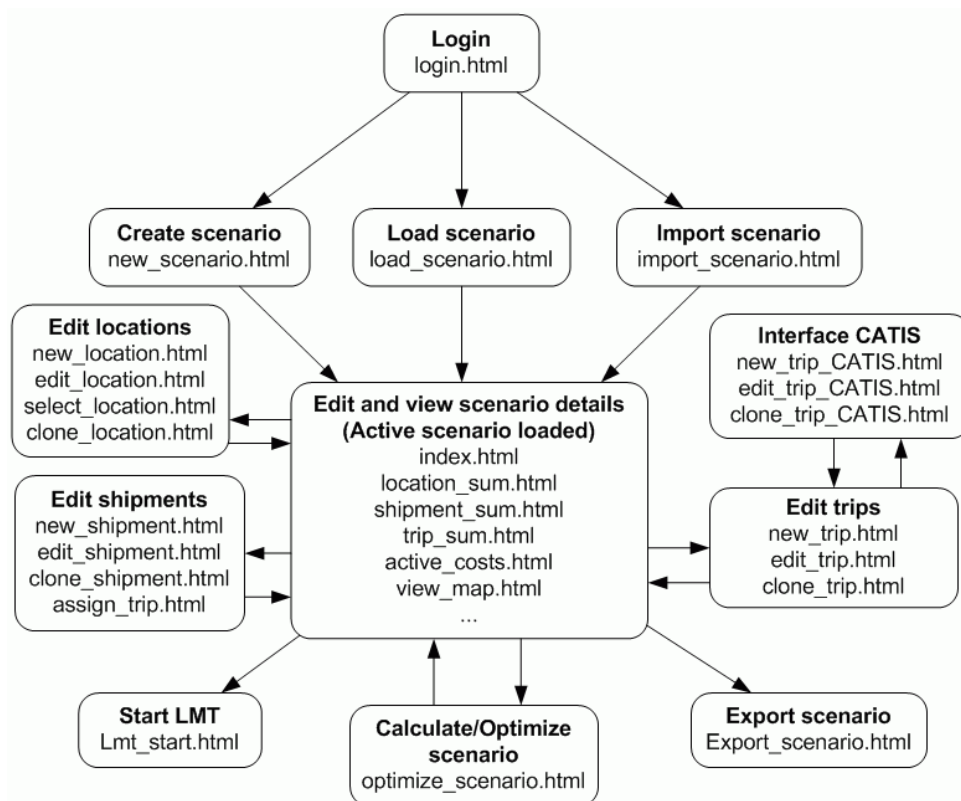 Login
login.html
Create scenario
new_scenario.html
Load scenario
load_scenario.html
Import scenario
import_scenario.html
Edit locations
new_location.html
edit_location.html
select_location.html
clone_location.html
Interface CATIS
new_trip_CATIS.html
edit_trip_CATIS.html
clone_trip_CATIS.html
Edit and view scenario details
(Active scenario loaded)
index.html
location_sum.html
shipment_sum.html
trip_sum.html
active_costs.html
view_map.html
...
Edit shipments
new_shipment.html
edit_shipment.html
clone_shipment.html
assign_trip.html
Edit trips
new_trip.html
edit_trip.html
clone_trip.html
Start LMT
Lmt_start.html
Calculate/Optimize
scenario
optimize_scenario.html
Export scenario
Export_scenario.html